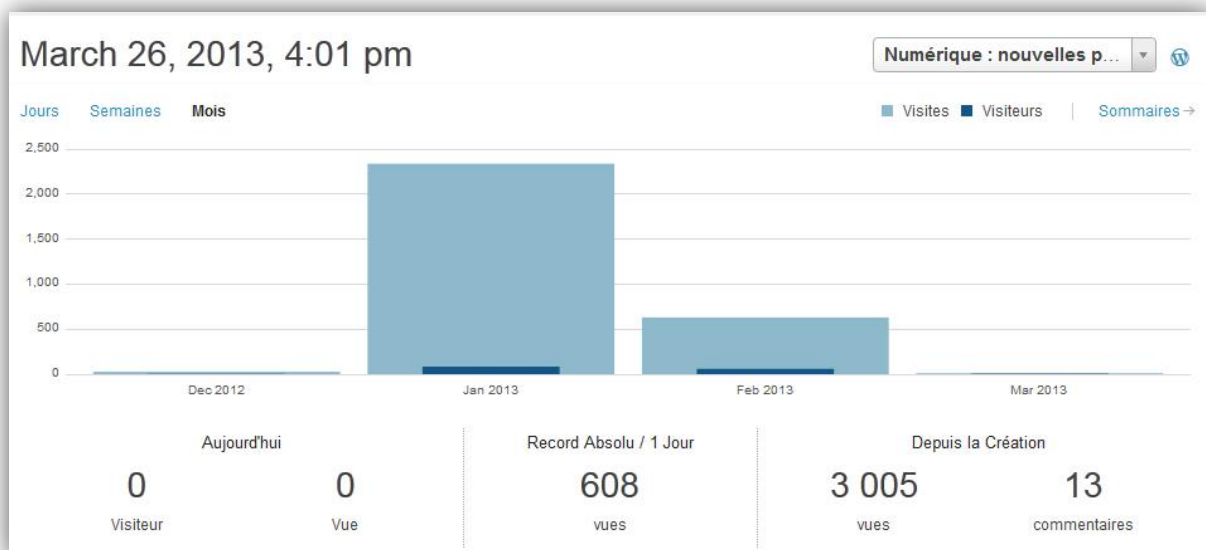 March 26, 2013, 4:01 pm
Numérique : nouvelles p...
Jours Semaines Mois
Visites Visiteurs Sommaires→
2,500
2,000
1,500
1,000
500
0
Dec 2012 Jan 2013 Feb 2013 Mar 2013
Aujourd'hui Record Absolu / 1 Jour Depuis la Création
0 0 608 3 005 13
Visiteur Vue vues vues commentaires